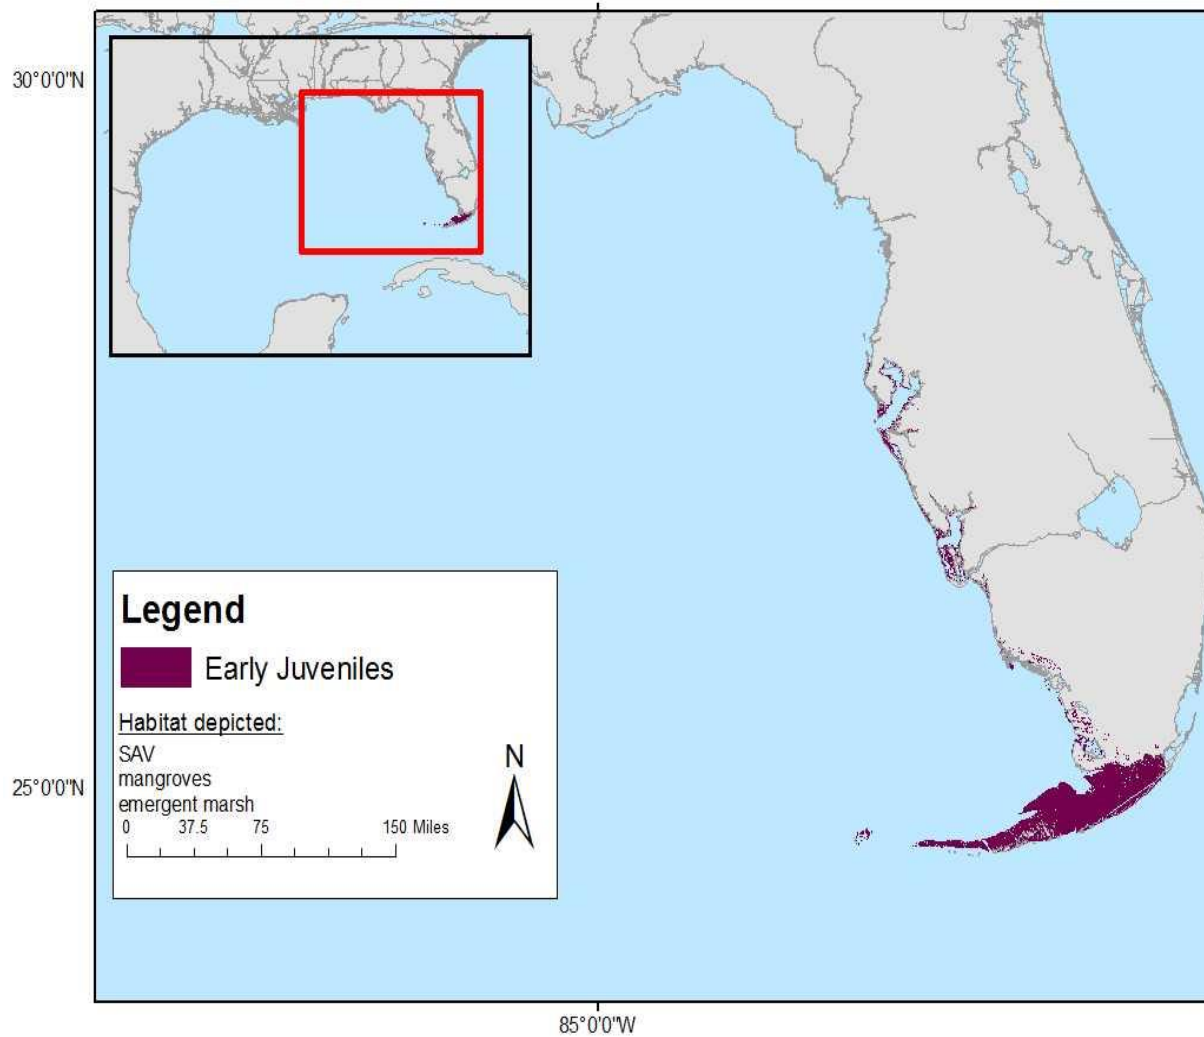 30°0'0"N
Legend
Early Juveniles
Habitat depicted:
SAV
mangroves
emergent marsh
N
0 37.5 75 150 Miles
25°0'0"N
85°0'0"W